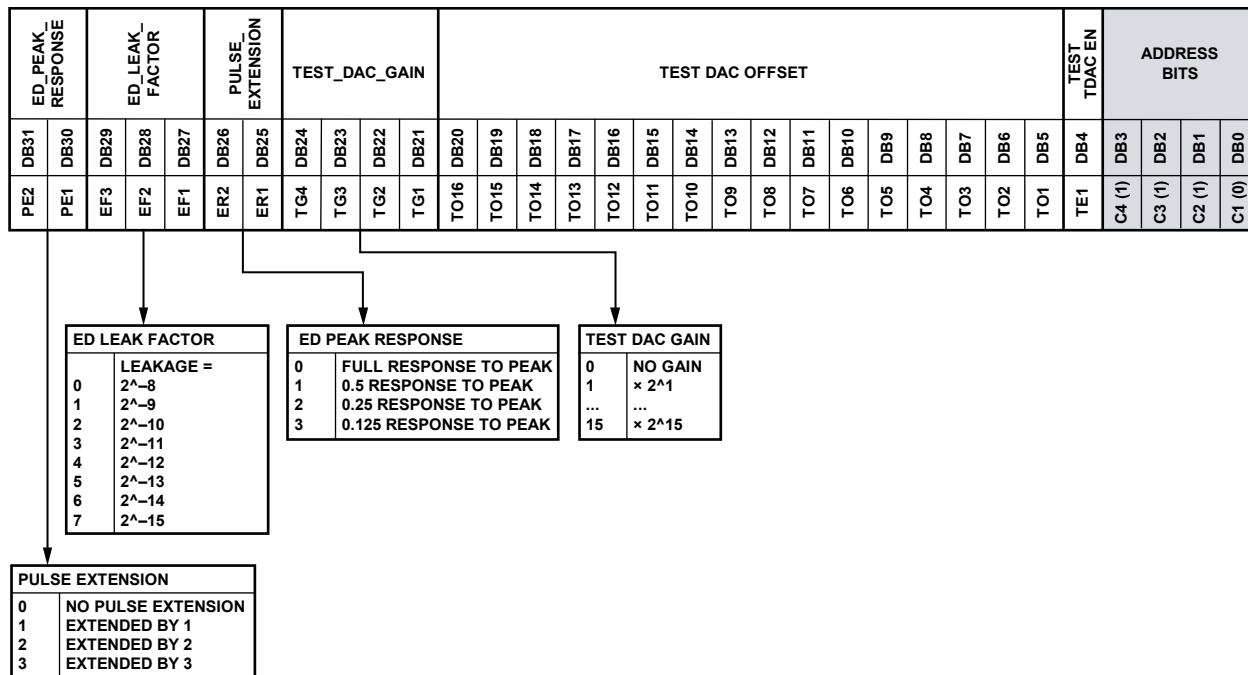 ED_PEAK_
RESPONSE
ED_LEAK_
FACTOR
PULSE_
EXTENSION
TEST_DAC_GAIN
TEST DAC OFFSET
TEST
TDAC EN
ADDRESS
BITS
DB31 DB30 DB29 DB28 DB27 DB26 DB25 DB24 DB23 DB22 DB21 DB20 DB19 DB18 DB17 DB16 DB15 DB14 DB13 DB12 DB11 DB10 DB9 DB8 DB7 DB6 DB5 DB4 DB3 DB2 DB1 DB0
PE2 PE1 EF3 EF2 EF1 ER2 ER1 TG4 TG3 TG2 TG1 TO16 TO15 TO14 TO13 TO12 TO11 TO10 TO9 TO8 TO7 TO6 TO5 TO4 TO3 TO2 TO1 TE1 C4 (1) C3 (1) C2 (1) C1 (0)
ED LEAK FACTOR
LEAKAGE =
0 2^–8
1 2^–9
2 2^–10
3 2^–11
4 2^–12
5 2^–13
6 2^–14
7 2^–15
ED PEAK RESPONSE
0 FULL RESPONSE TO PEAK
1 0.5 RESPONSE TO PEAK
2 0.25 RESPONSE TO PEAK
3 0.125 RESPONSE TO PEAK
TEST DAC GAIN
0 NO GAIN
1 × 2^1
... ...
15 × 2^15
PULSE EXTENSION
0 NO PULSE EXTENSION
1 EXTENDED BY 1
2 EXTENDED BY 2
3 EXTENDED BY 3